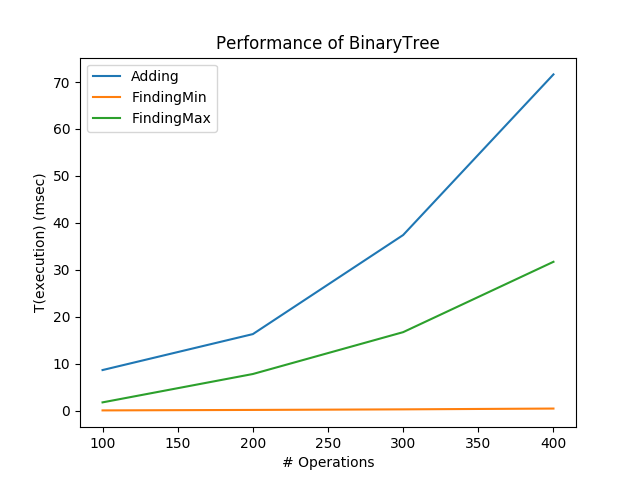 Performance of BinaryTree
Adding
FindingMin
FindingMax
T(execution) (msec)
70
60
50
40
30
20
10
0
100 150 200 250 300 350 400
# Operations